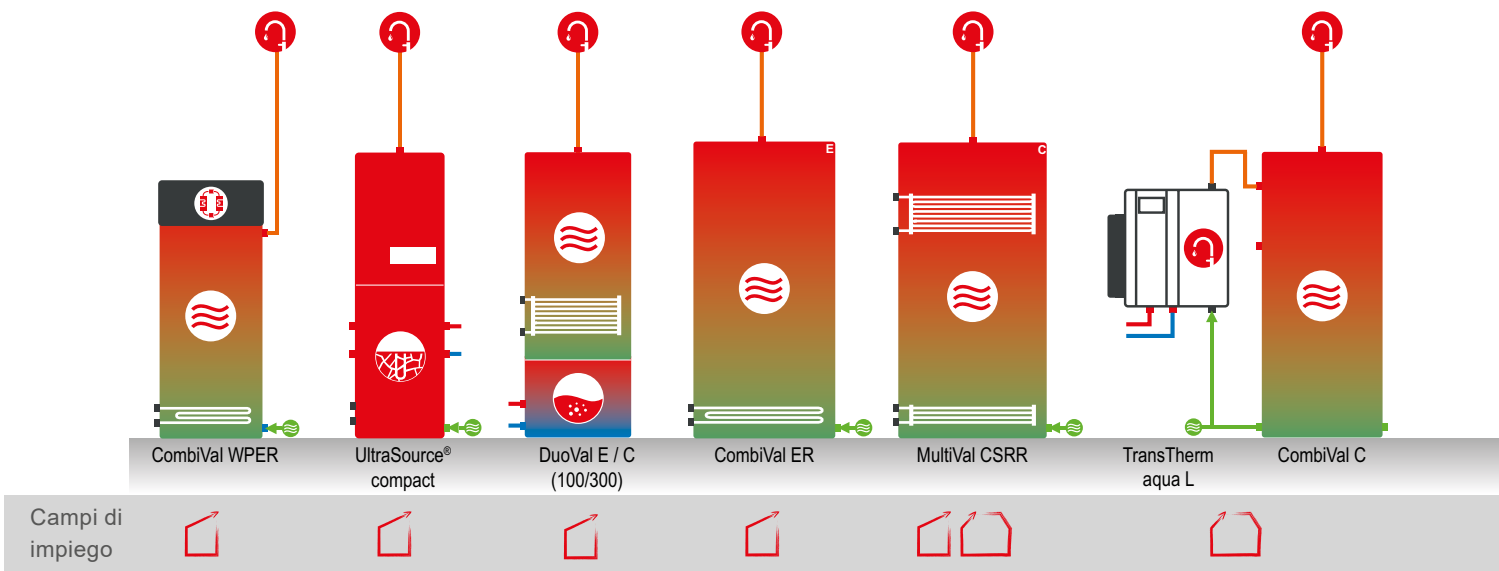 E
C
CombiVal WPER
UltraSource®
compact
DuoVal E / C
(100/300)
CombiVal ER
MultiVal CSRR
TransTherm
aqua L
CombiVal C
Campi di
impiego